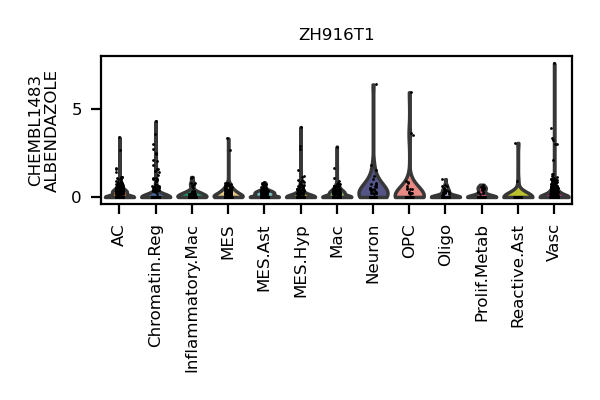 ZH916T1
CHEMBL1483
ALBENDAZOLE
5
0
AC
Chromatin.Reg
Inflammatory.Mac
MES
MES.Ast
MES.Hyp
Mac
Neuron
OPC
Oligo
Prolif.Metab
Reactive.Ast
Vasc